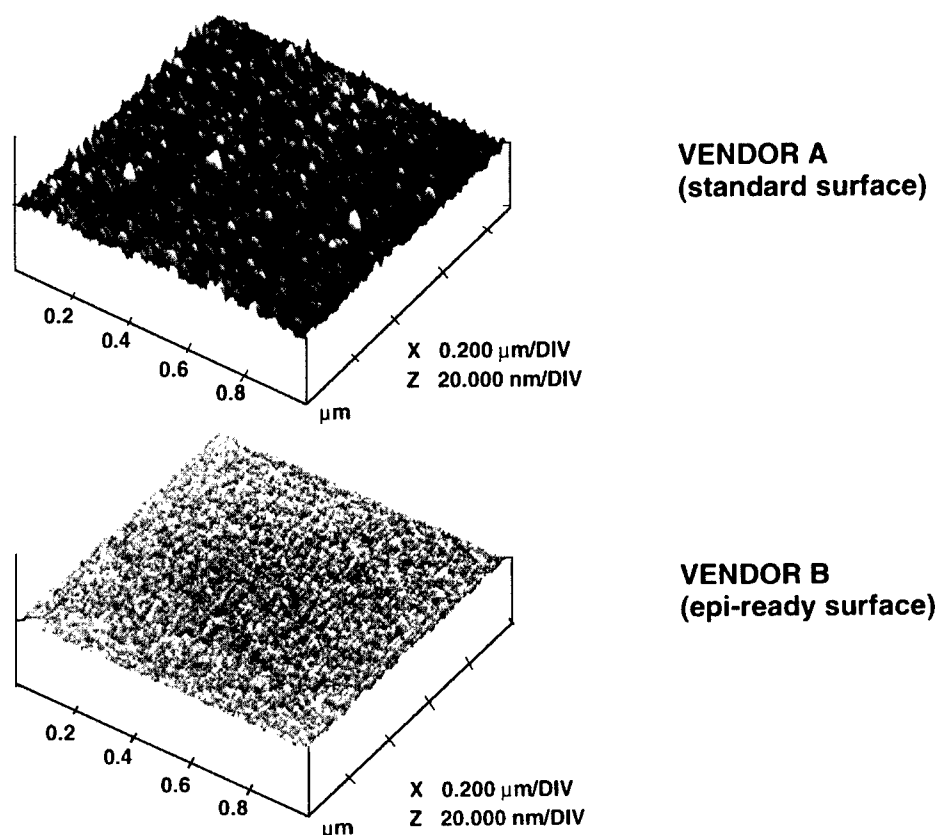 VENDOR A
(standard surface)
0.2
0.4
0.6
0.8
μm
X 0.200 μm/DIV
Z 20.000 nm/DIV
VENDOR B
(epi-ready surface)
0.2
0.4
0.6
0.8
μm
X 0.200 μm/DIV
Z 20.000 nm/DIV